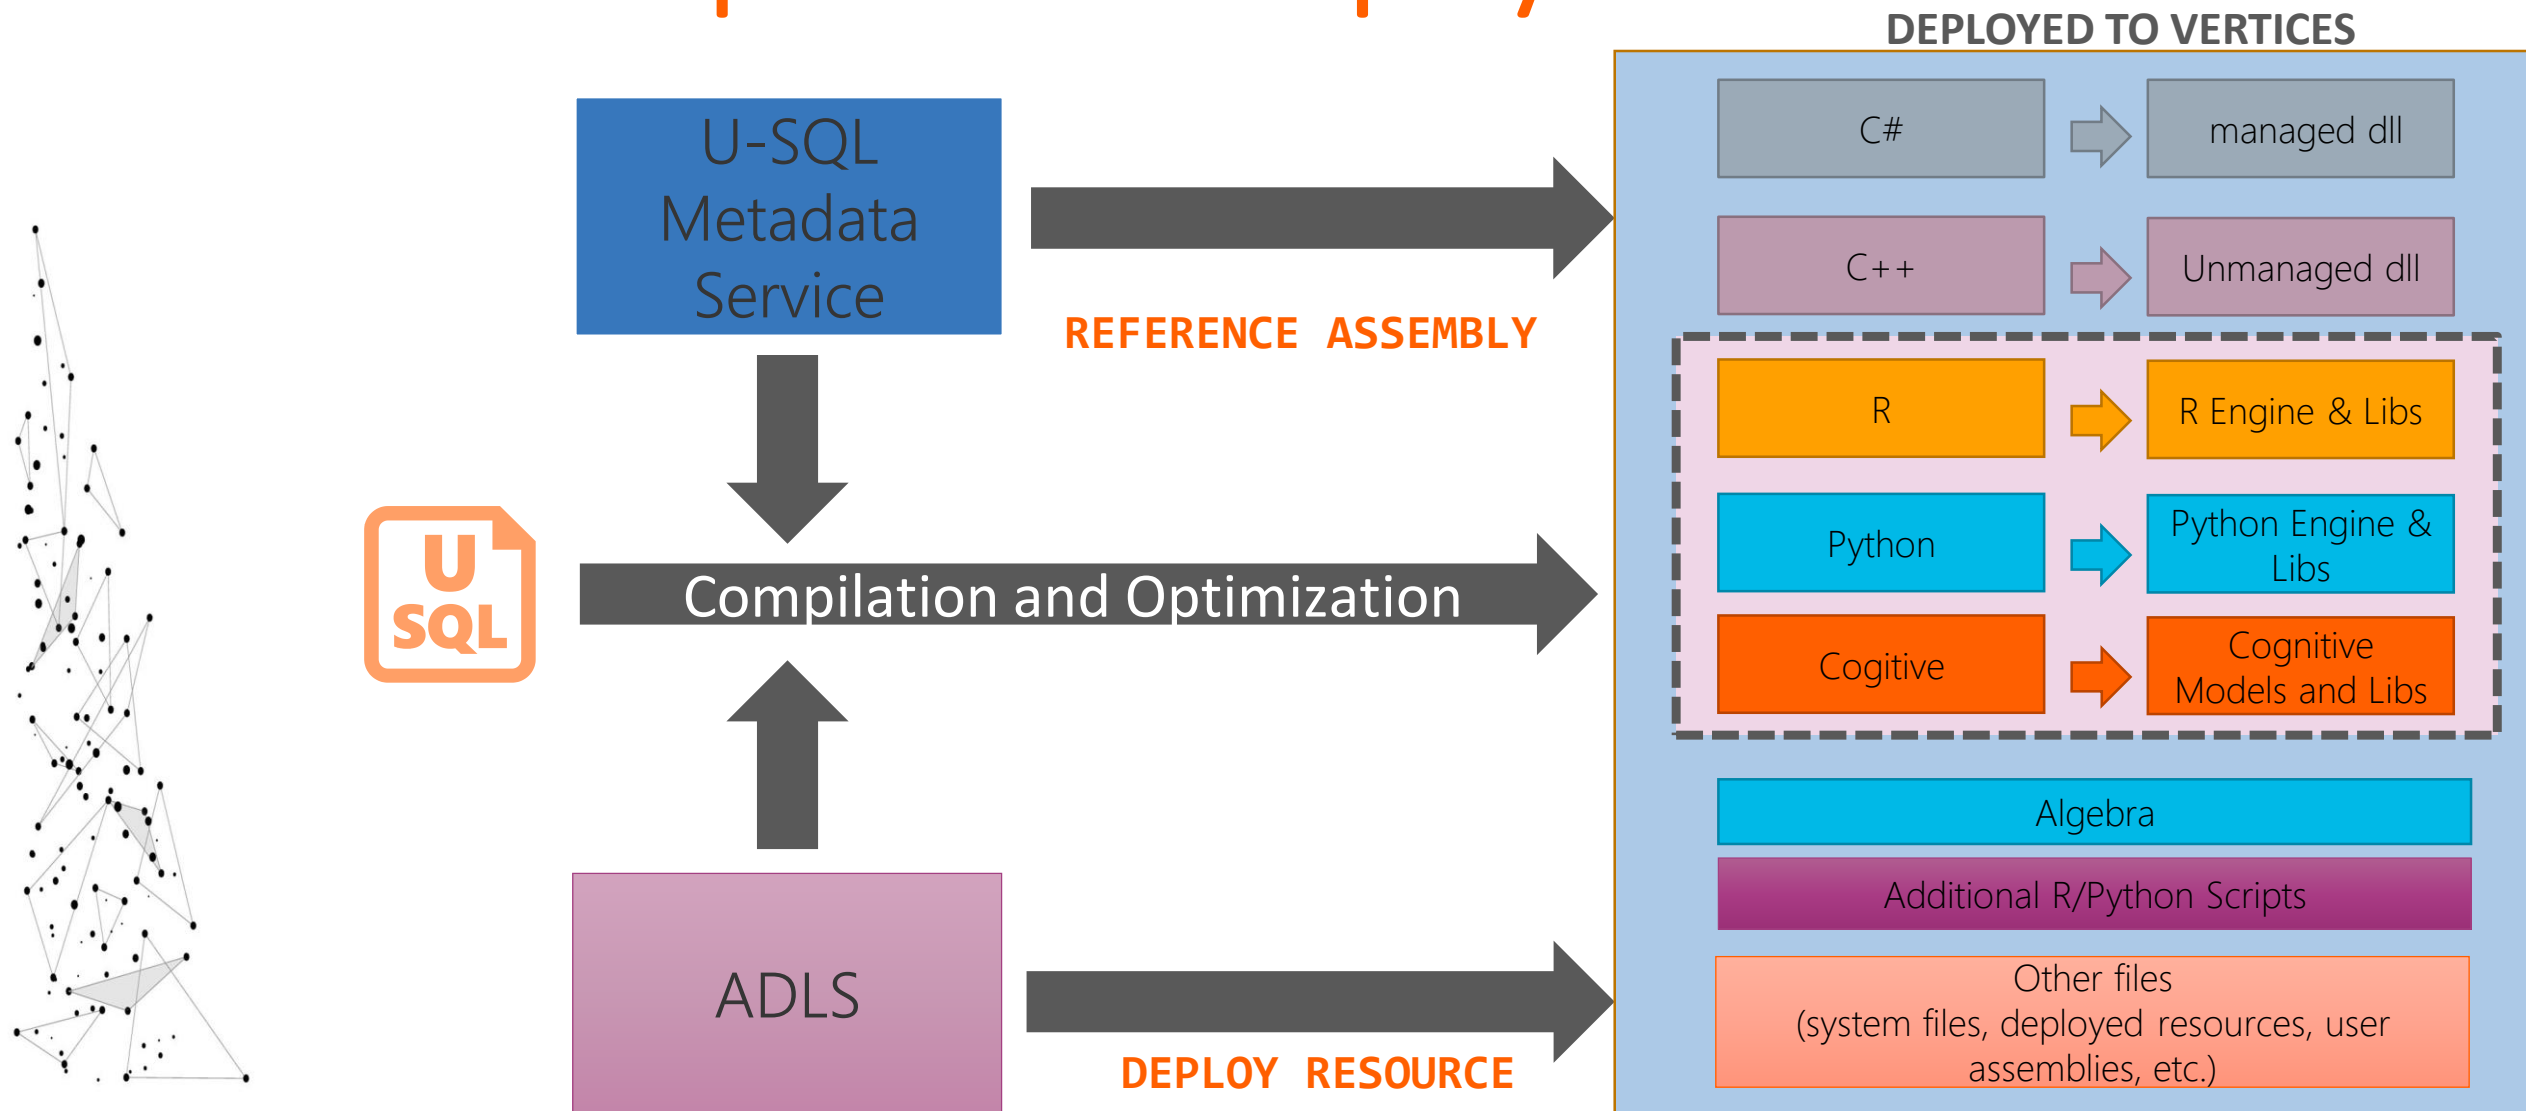 DEPLOYED TO VERTICES
U-SQL
Metadata
Service
REFERENCE ASSEMBLY
U
SQL
Compilation and Optimization
ADLS
DEPLOY RESOURCE
C#
managed dll
C++
Unmanaged dll
R
R Engine & Libs
Python
Python Engine &
Libs
Cogitive
Cognitive
Models and Libs
Algebra
Additional R/Python Scripts
Other files
(system files, deployed resources, user
assemblies, etc.)